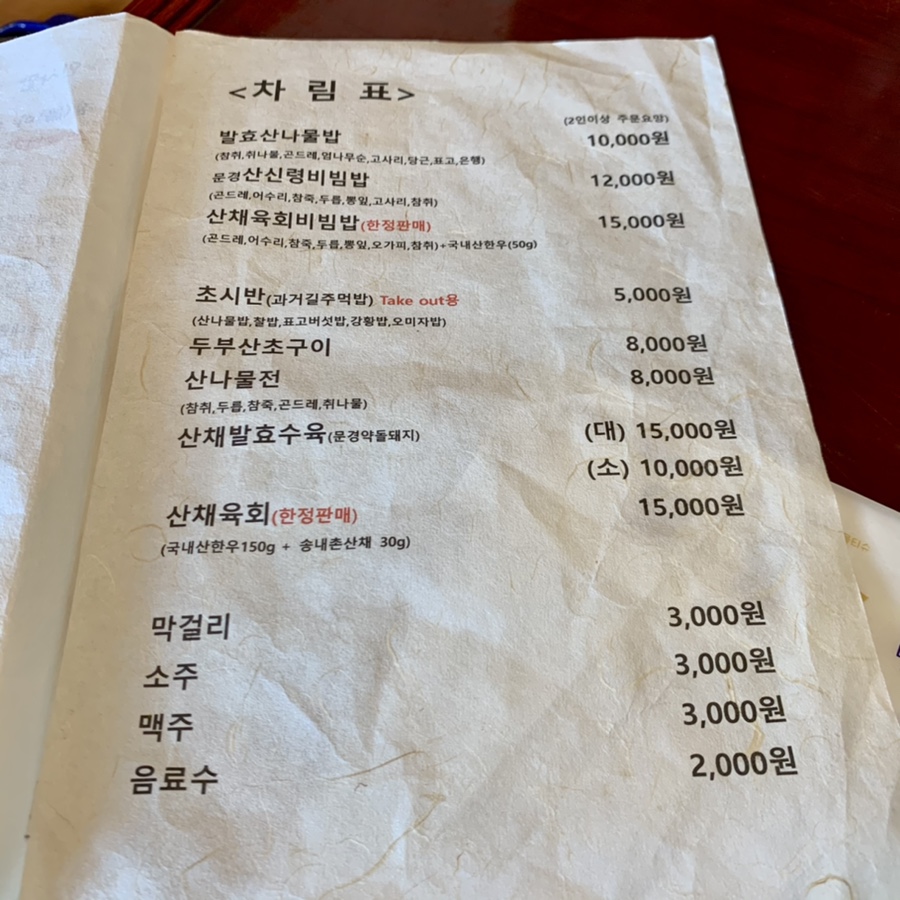 <차 림 표>
(2인이상 주문요망)
발효산나물밥 10,000원
(참취,취나물,곤드레,엄나무순,고사리,당근,표고,은행)
문경산신령비빔밥 12,000원
(곤드레,어수리,참죽,두릅,뽕잎,고사리,참취)
산채육회비빔밥(한정판매) 15,000원
(곤드레,어수리,참죽,두릅,뽕잎,오가피,참취)+국내산한우(50g)
초시반(과거길주먹밥) Take out용 5,000원
(산나물밥,찰밥,표고버섯밥,강황밥,오미자밥)
두부산초구이 8,000원
산나물전 8,000원
(참취,두릅,참죽,곤드레,취나물)
산채발효수육(문경약돌돼지) (대) 15,000원
(소) 10,000원
산채육회(한정판매) 15,000원
(국내산한우150g + 송내촌산채 30g)
막걸리 3,000원
소주 3,000원
맥주 3,000원
음료수 2,000원